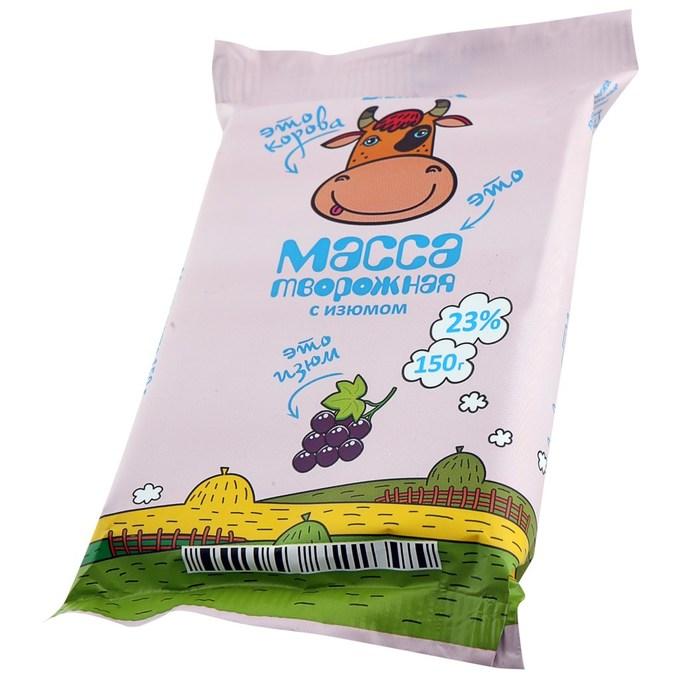 это
корова
это
масса
творожная
с изюмом
23%
150г
это
изюм